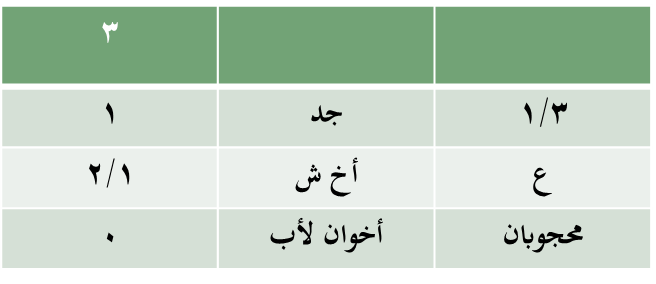 ٣
١/٣ جد ١
ع أخ ش ٢/١
محجوبان أخوان لأب ٠